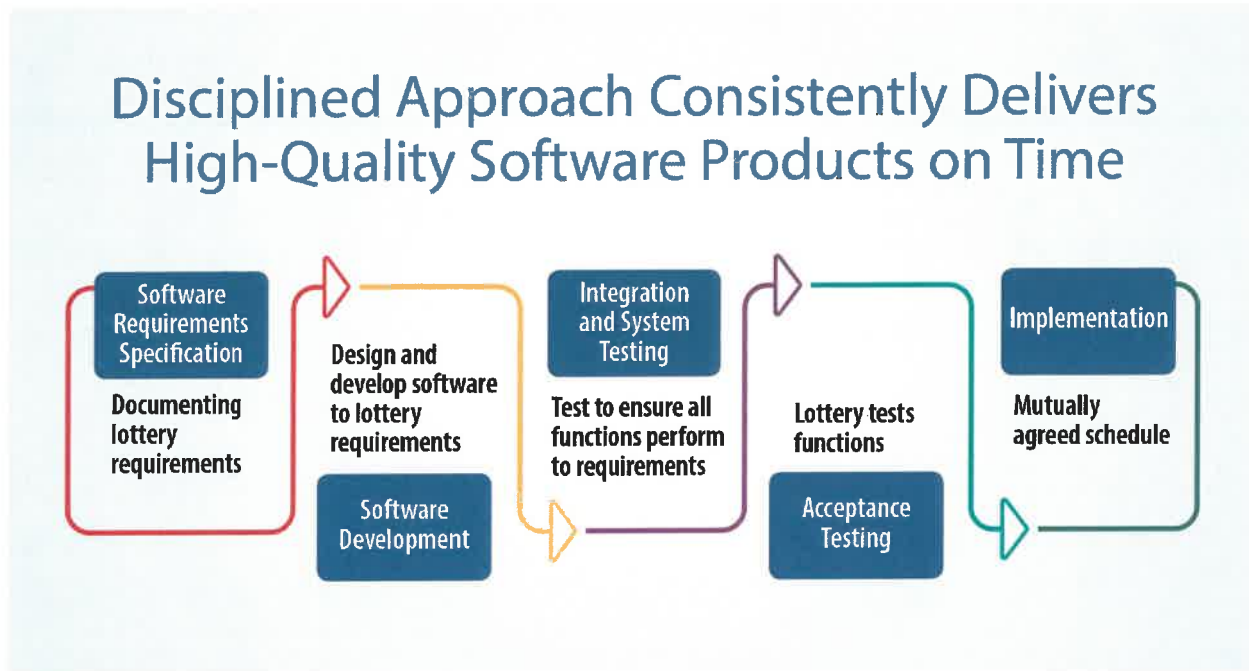 Disciplined Approach Consistently Delivers
High-Quality Software Products on Time
Software
Requirements
Specification
Documenting
lottery
requirements
Design and
develop software
to lottery
requirements
Software
Development
Integration
and System
Testing
Test to ensure all
functions perform
to requirements
Lottery tests
functions
Acceptance
Testing
Implementation
Mutually
agreed schedule